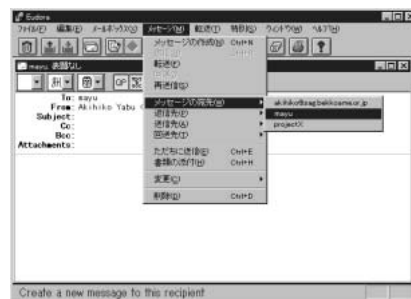 Eudora
ファイル(F) 編集(E) メールボックス(X) メッセージ(M) 転送(T) 特別(S) ウィンドウ(W) ヘルプ(H)
メッセージの作成(N) Ctrl+N
転送(F)
再送信(G)
メッセージの宛先(M)
返信先(P)
送信先(A)
回送先(T)
ただちに送信(E) Ctrl+E
書類の添付(H) Ctrl+H
変更(C)
削除(D) Ctrl+D
mayu
projectX
mayu 表題なし
To: mayu
From: Akihiko Yabu
Subject:
Cc:
Bcc:
Attachments:
Create a new message to this recipient